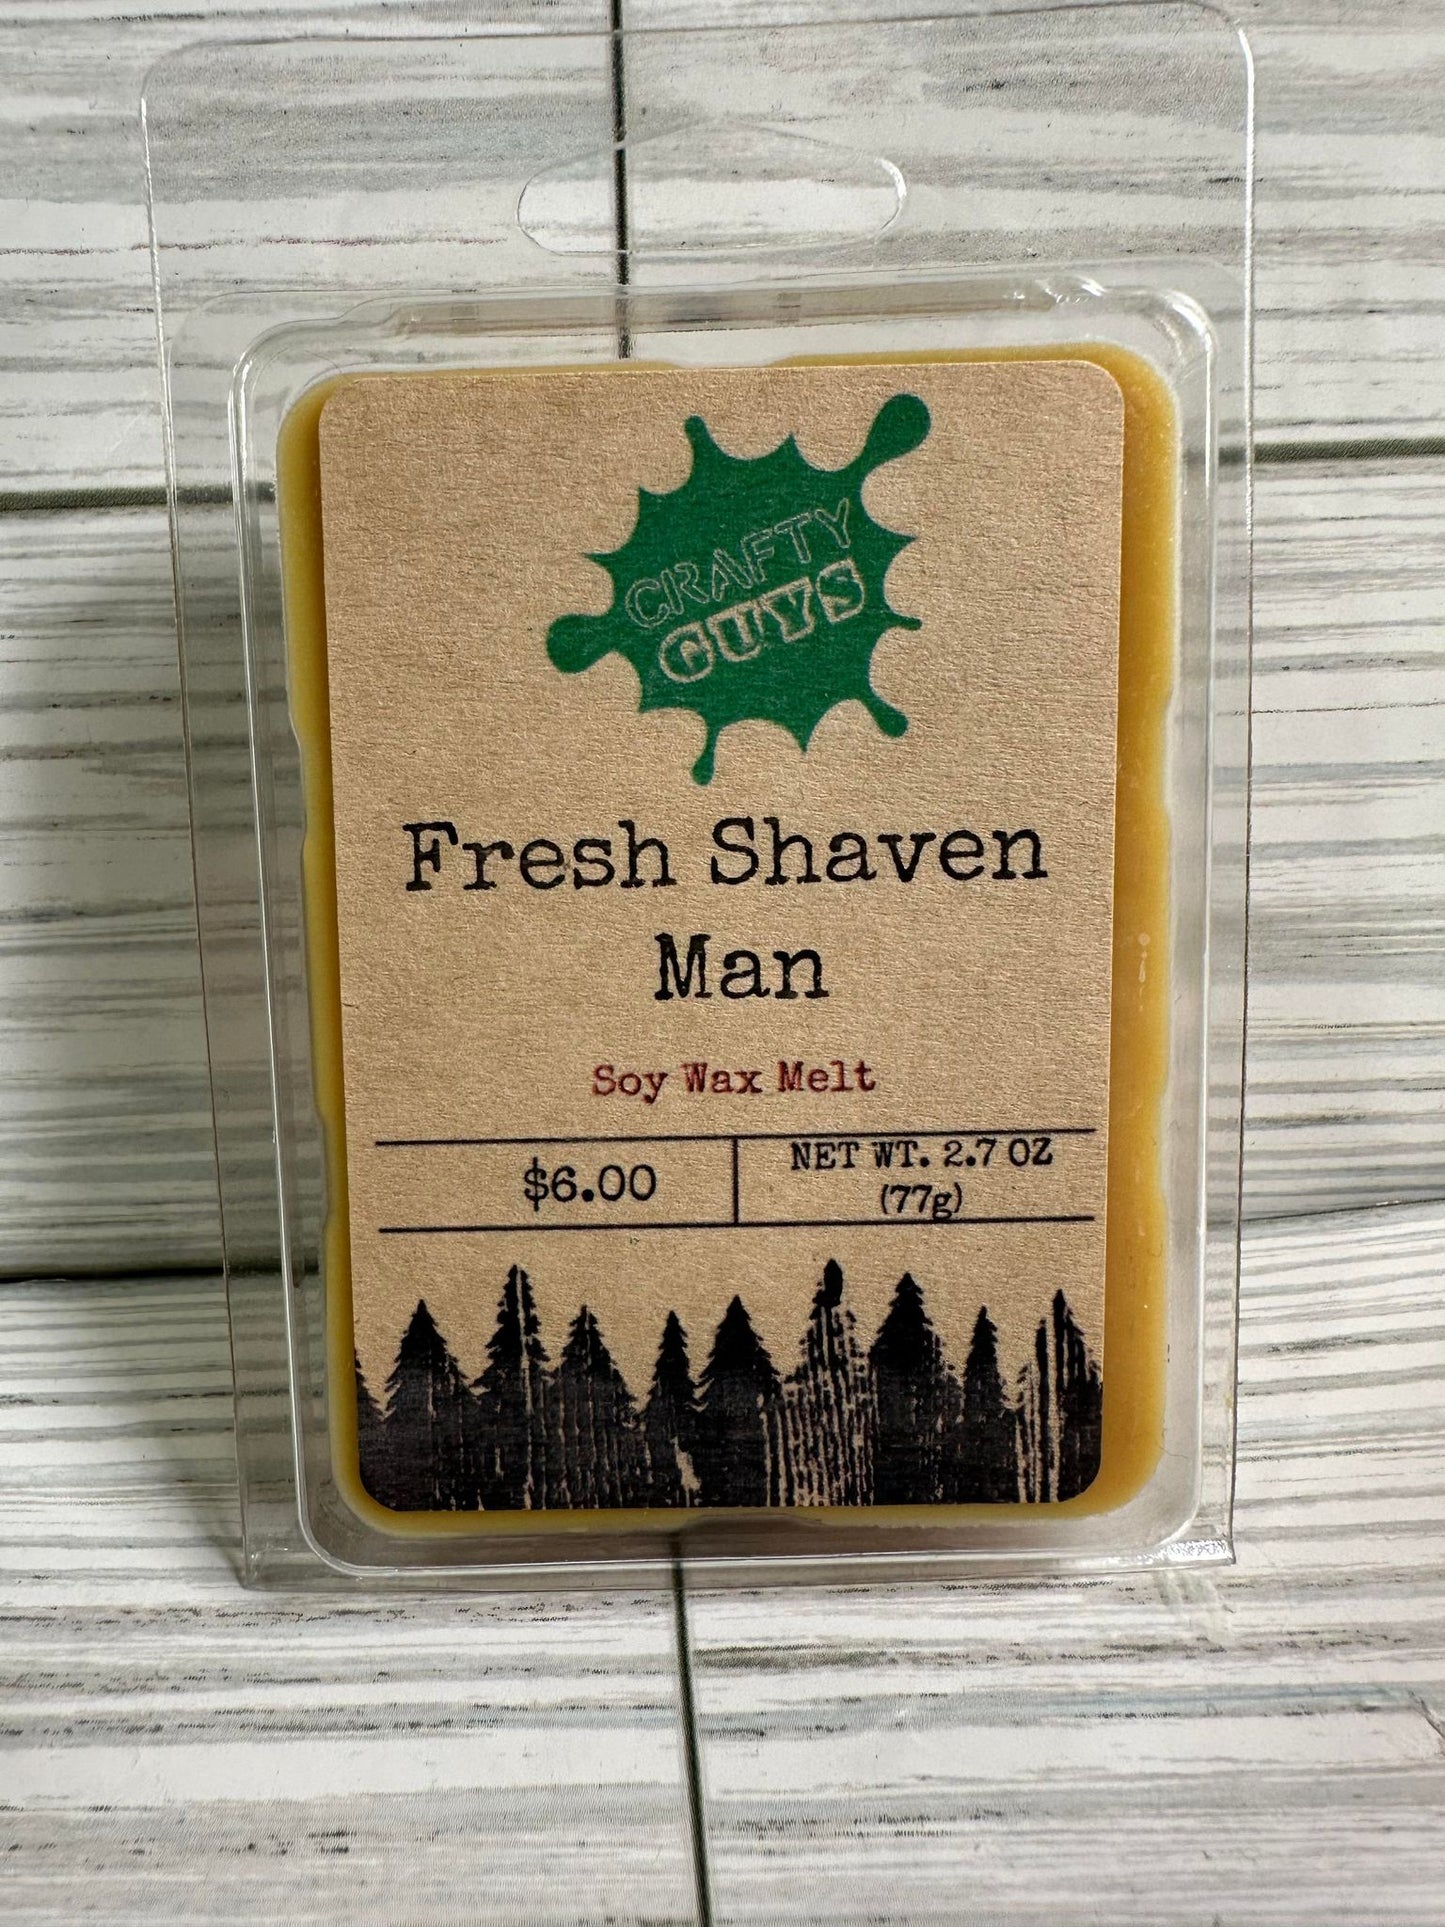 CRAFTY
GUYS
Fresh Shaven
Man
Soy Wax Melt
$6.00
NET WT. 2.7 OZ
(77g)